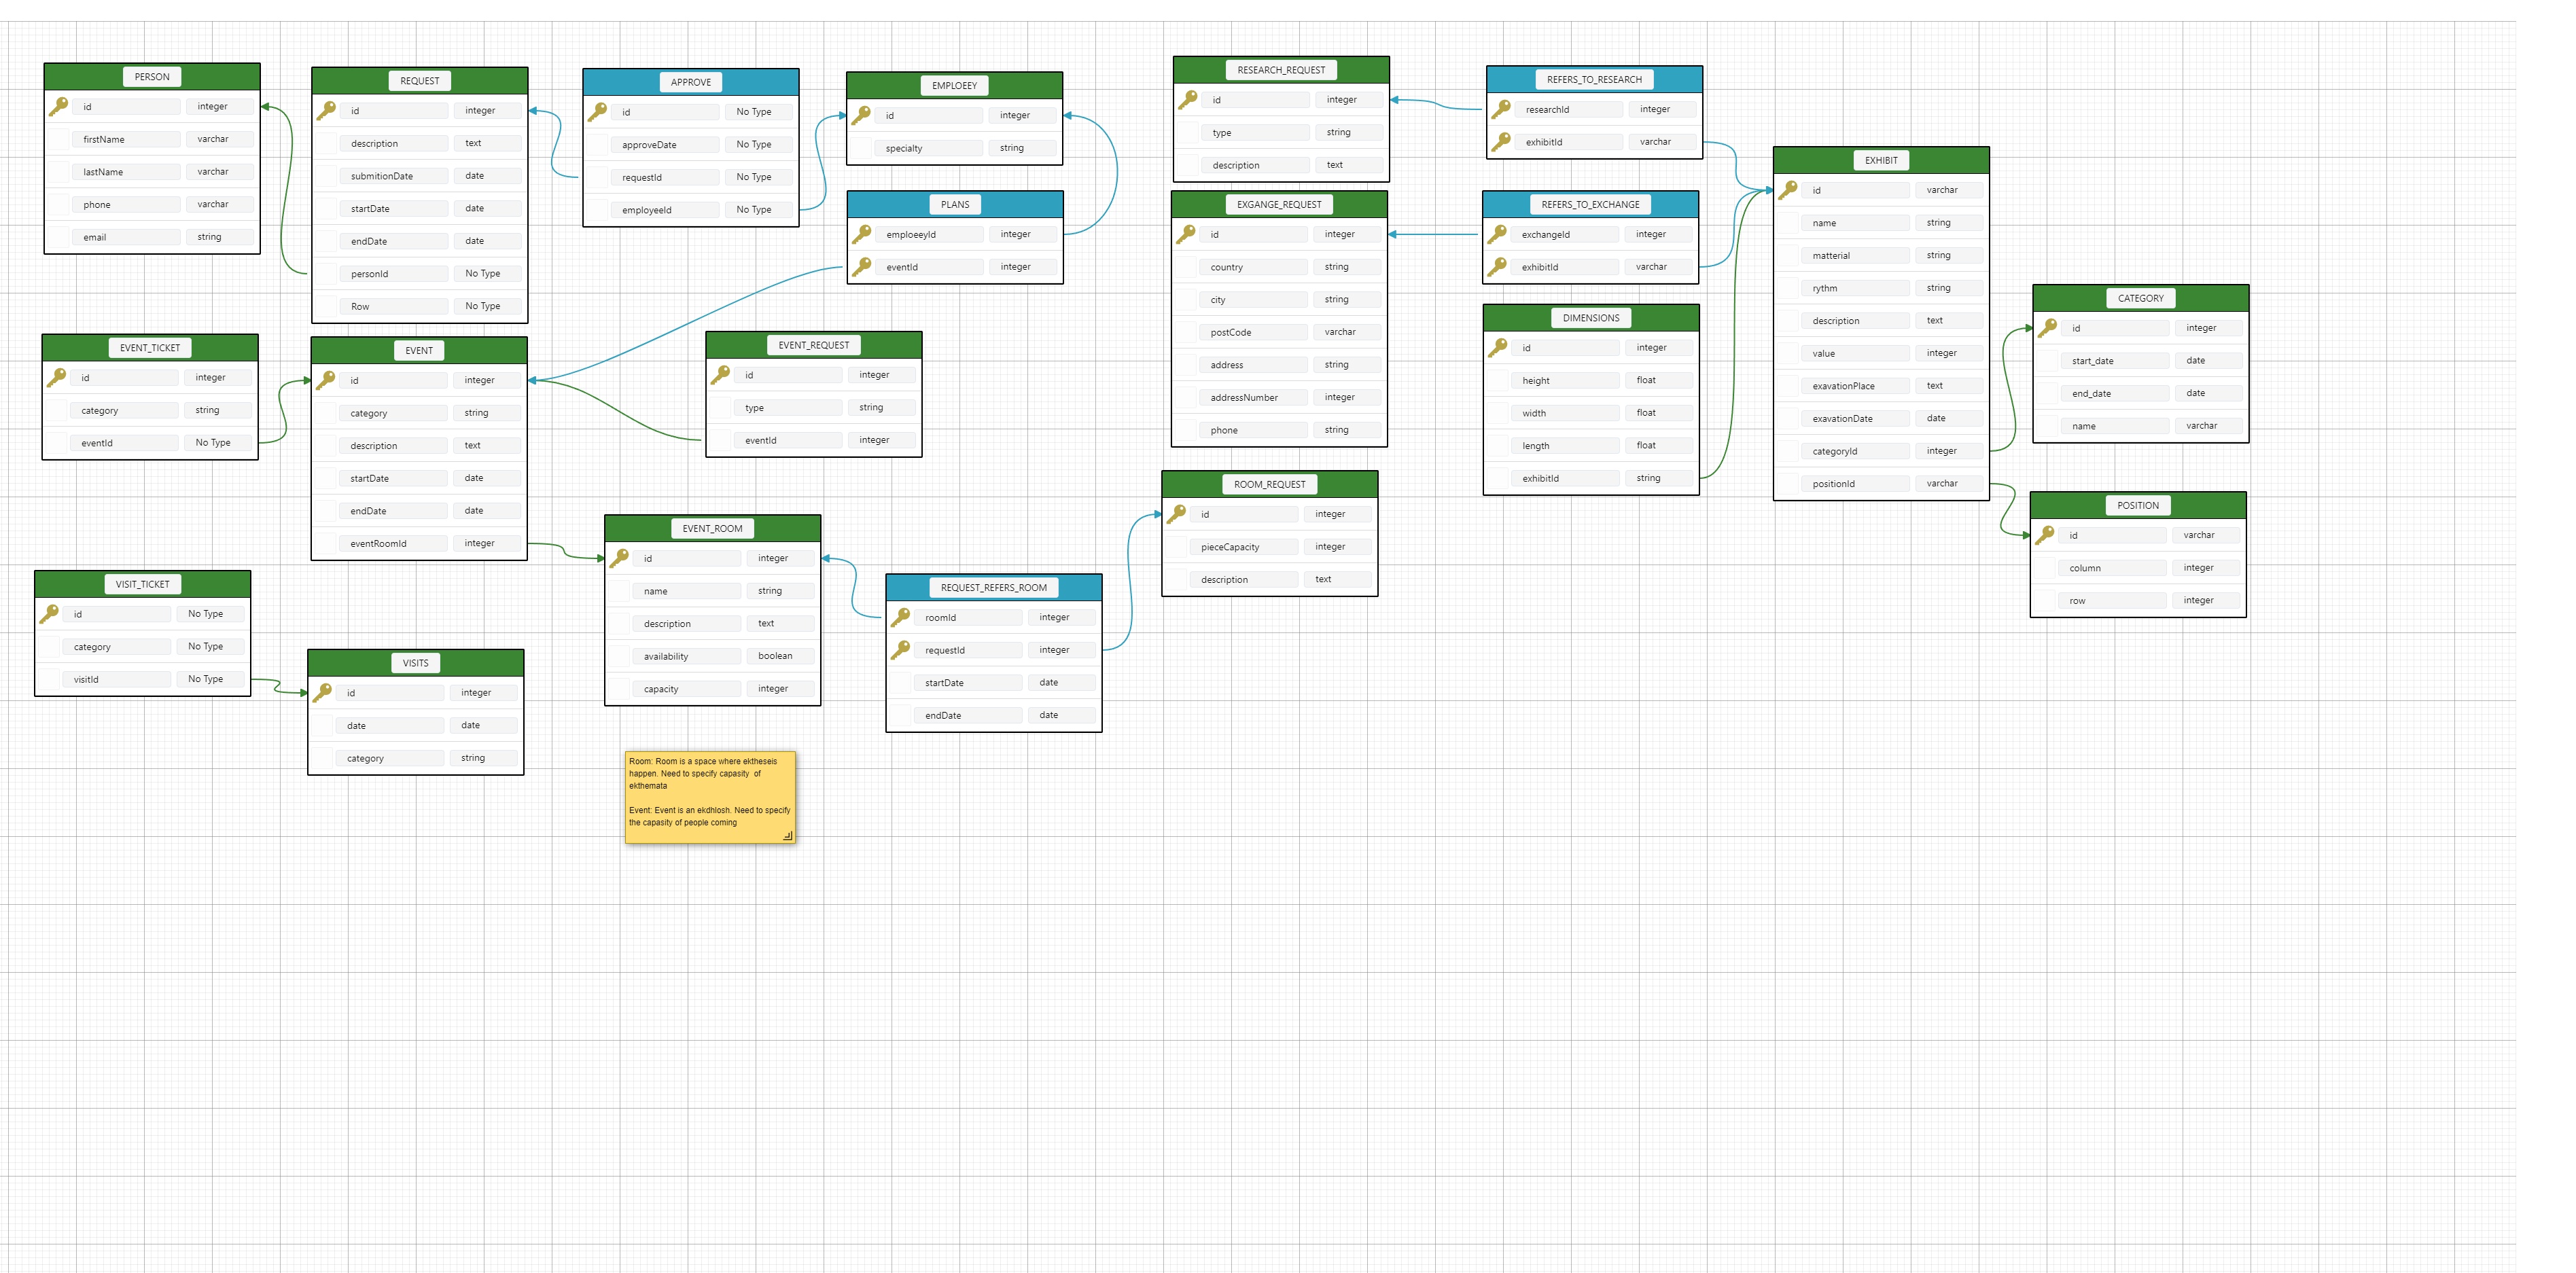 PERSON
id integer
firstName varchar
lastName varchar
phone varchar
email string
REQUEST
id integer
description text
submitionDate date
startDate date
endDate date
personId No Type
Row No Type
APPROVE
id No Type
approveDate No Type
requestId No Type
employeeId No Type
EMPLOEEY
id integer
specialty string
PLANS
emploeeyId integer
eventId integer
RESEARCH_REQUEST
id integer
type string
description text
EXGANGE_REQUEST
id integer
country string
city string
postCode varchar
address string
addressNumber integer
phone string
REFERS_TO_RESEARCH
researchId integer
exhibitId varchar
REFERS_TO_EXCHANGE
exchangeId integer
exhibitId varchar
DIMENSIONS
id integer
height float
width float
length float
exhibitId string
EXHIBIT
id varchar
name string
matterial string
rythm string
description text
value integer
exavationPlace text
exavationDate date
categoryId integer
positionId varchar
CATEGORY
id integer
start_date date
end_date date
name varchar
POSITION
id varchar
column integer
row integer
EVENT_TICKET
id integer
category string
eventId No Type
EVENT
id integer
category string
description text
startDate date
endDate date
eventRoomId integer
EVENT_REQUEST
id integer
type string
eventId integer
ROOM_REQUEST
id integer
pieceCapacity integer
description text
EVENT_ROOM
id integer
name string
description text
availability boolean
capacity integer
REQUEST_REFERS_ROOM
roomId integer
requestId integer
startDate date
endDate date
VISIT_TICKET
id No Type
category No Type
visitId No Type
VISITS
id integer
date date
category string
Room: Room is a space where ektheseis
happen. Need to specify capasity of
ekthemata
Event: Event is an ekdhlosh. Need to specify
the capasity of people coming